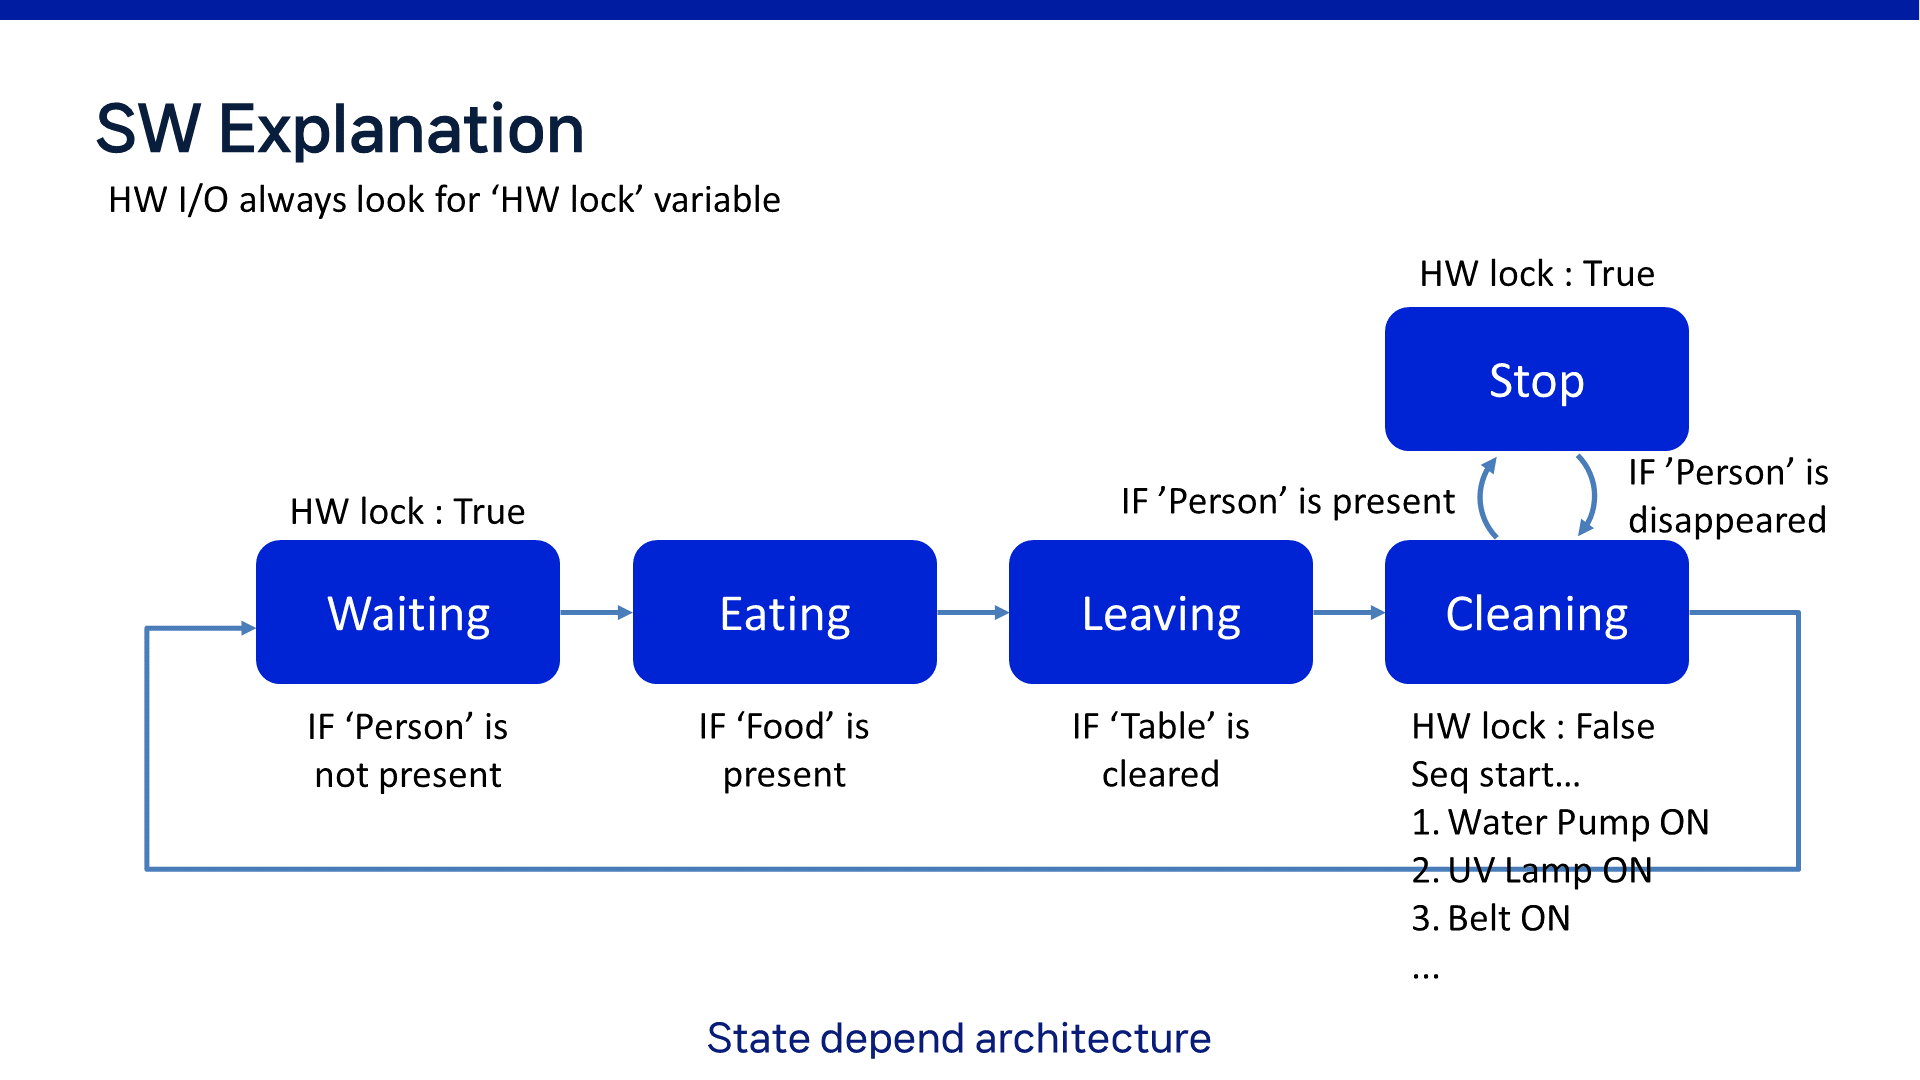 SW Explanation
HW I/O always look for ‘HW lock’ variable
HW lock : True
Stop
IF ’Person’ is present
IF ’Person’ is
disappeared
HW lock : True
Waiting
Eating
Leaving
Cleaning
IF ‘Person’ is
not present
IF ‘Food’ is
present
IF ‘Table’ is
cleared
HW lock : False
Seq start...
1. Water Pump ON
2. UV Lamp ON
3. Belt ON
...
State depend architecture